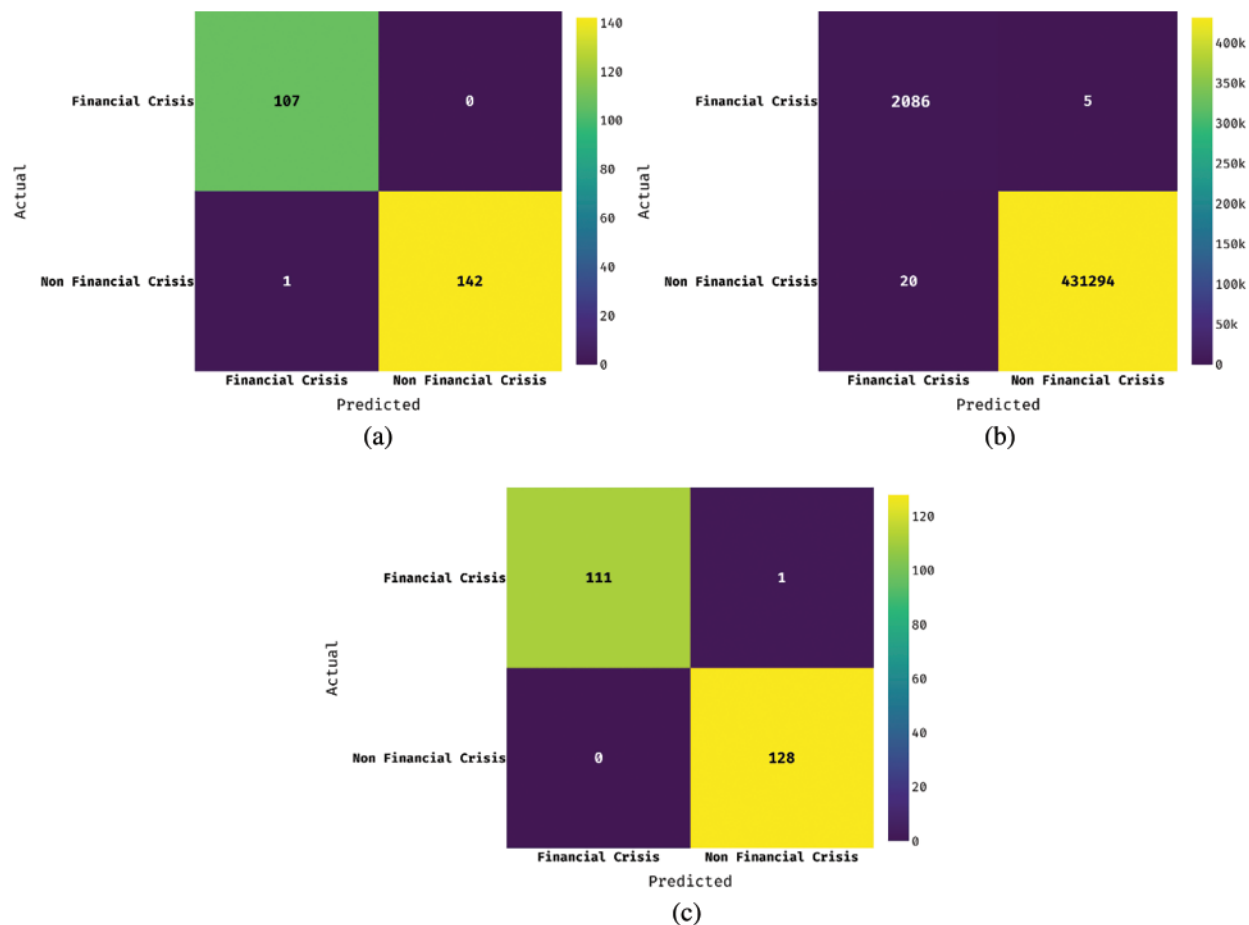 140
120
100
80
60
40
20
0
Financial Crisis
107
0
Actual
Non Financial Crisis
1
142
Financial Crisis
Non Financial Crisis
Predicted
(a)
400k
350k
300k
250k
200k
150k
100k
50k
0
Financial Crisis
2086
5
Actual
Non Financial Crisis
20
431294
Financial Crisis
Non Financial Crisis
Predicted
(b)
120
100
80
60
40
20
0
Financial Crisis
111
1
Actual
Non Financial Crisis
0
128
Financial Crisis
Non Financial Crisis
Predicted
(c)